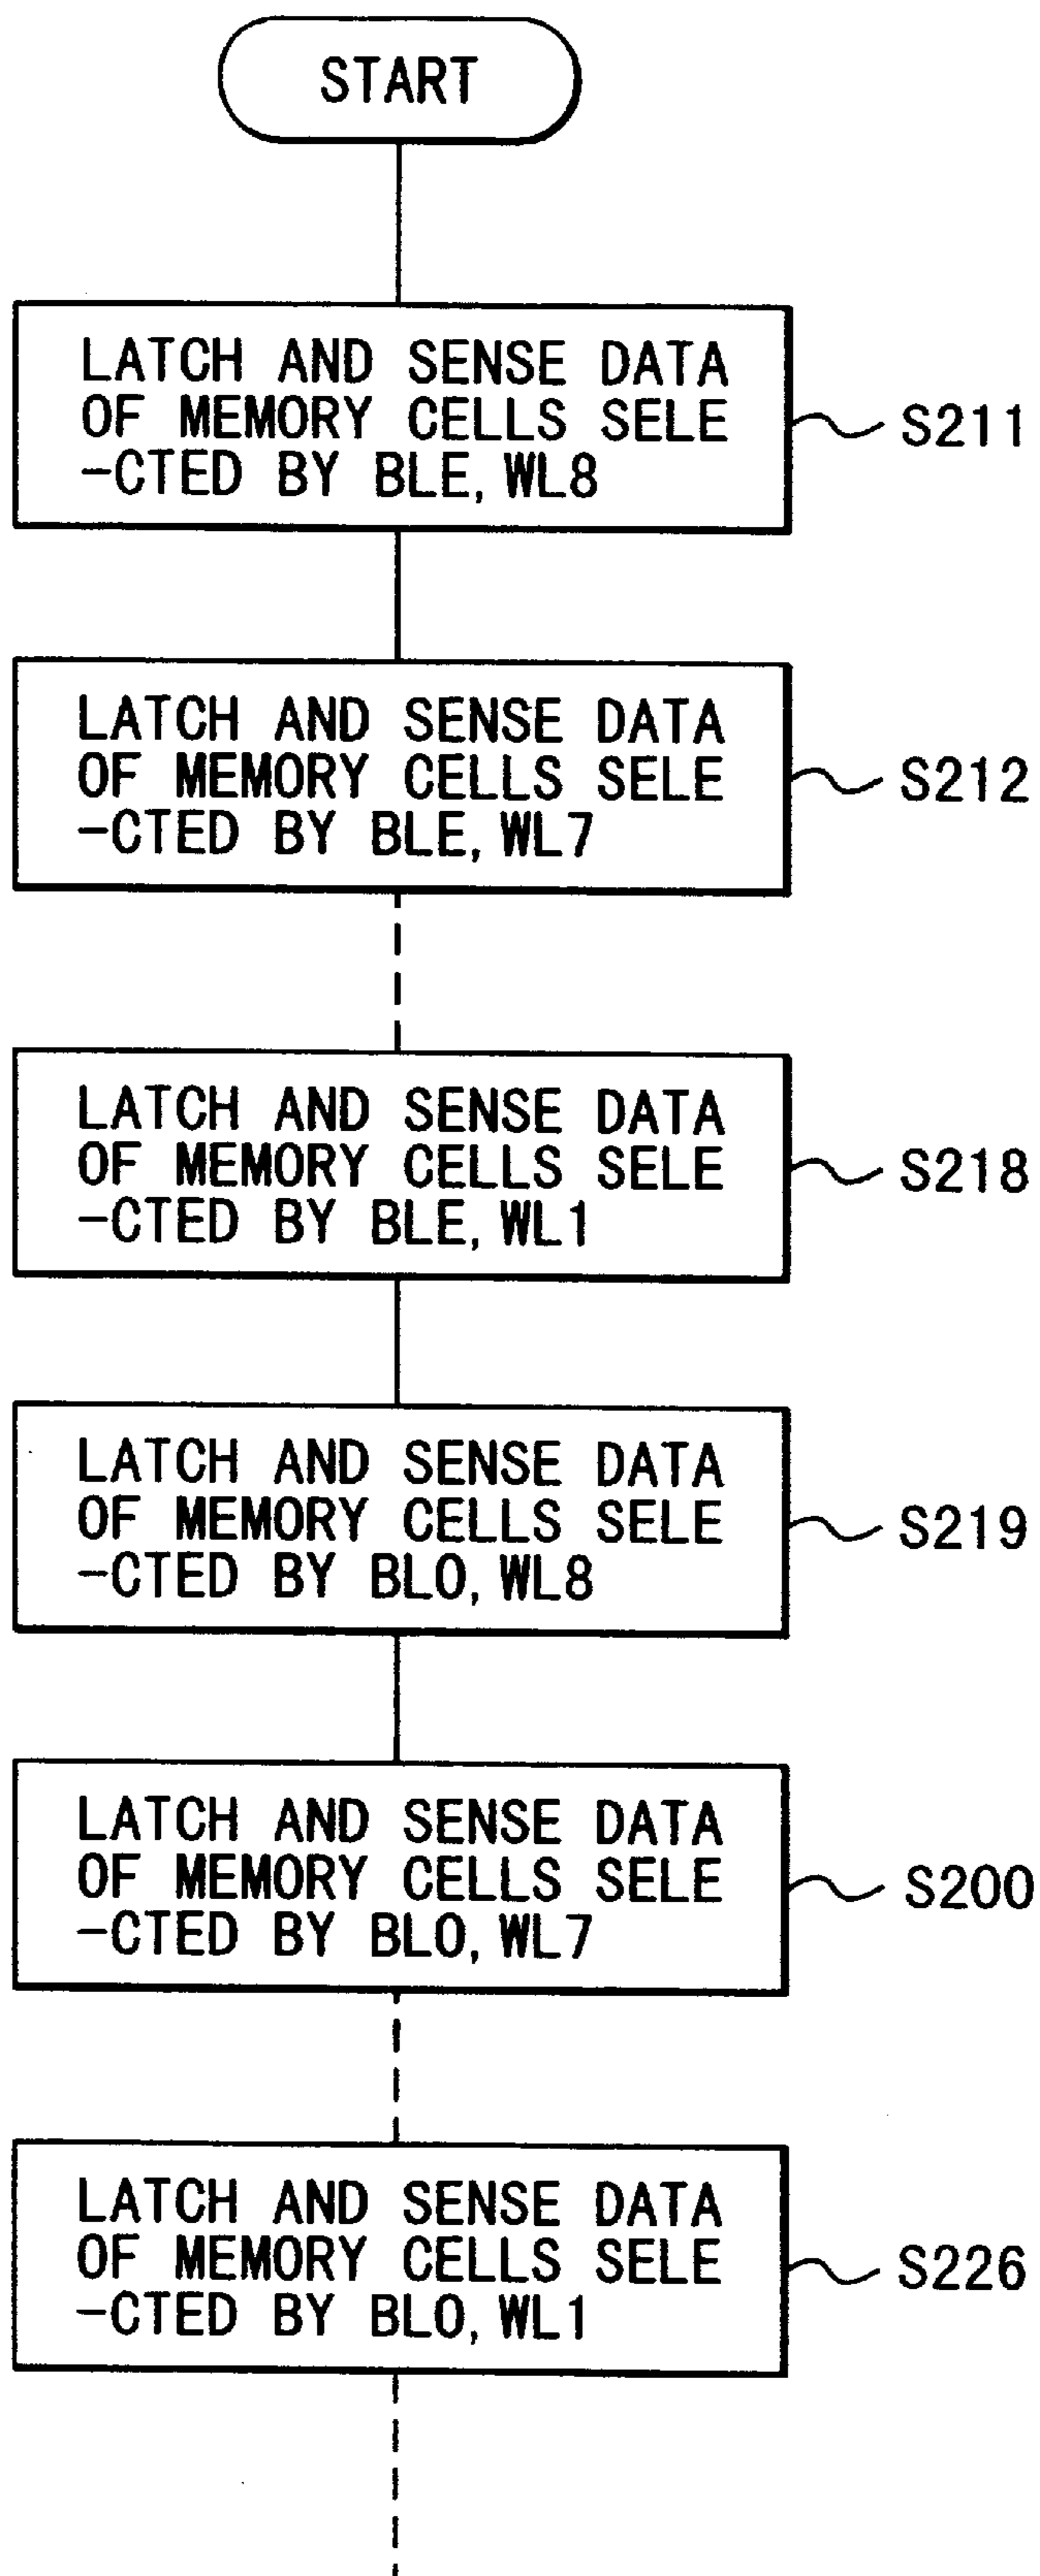 START
LATCH AND SENSE DATA
OF MEMORY CELLS SELE
-CTED BY BLE, WL8
S211
LATCH AND SENSE DATA
OF MEMORY CELLS SELE
-CTED BY BLE, WL7
S212
LATCH AND SENSE DATA
OF MEMORY CELLS SELE
-CTED BY BLE, WL1
S218
LATCH AND SENSE DATA
OF MEMORY CELLS SELE
-CTED BY BLO, WL8
S219
LATCH AND SENSE DATA
OF MEMORY CELLS SELE
-CTED BY BLO, WL7
S200
LATCH AND SENSE DATA
OF MEMORY CELLS SELE
-CTED BY BLO, WL1
S226